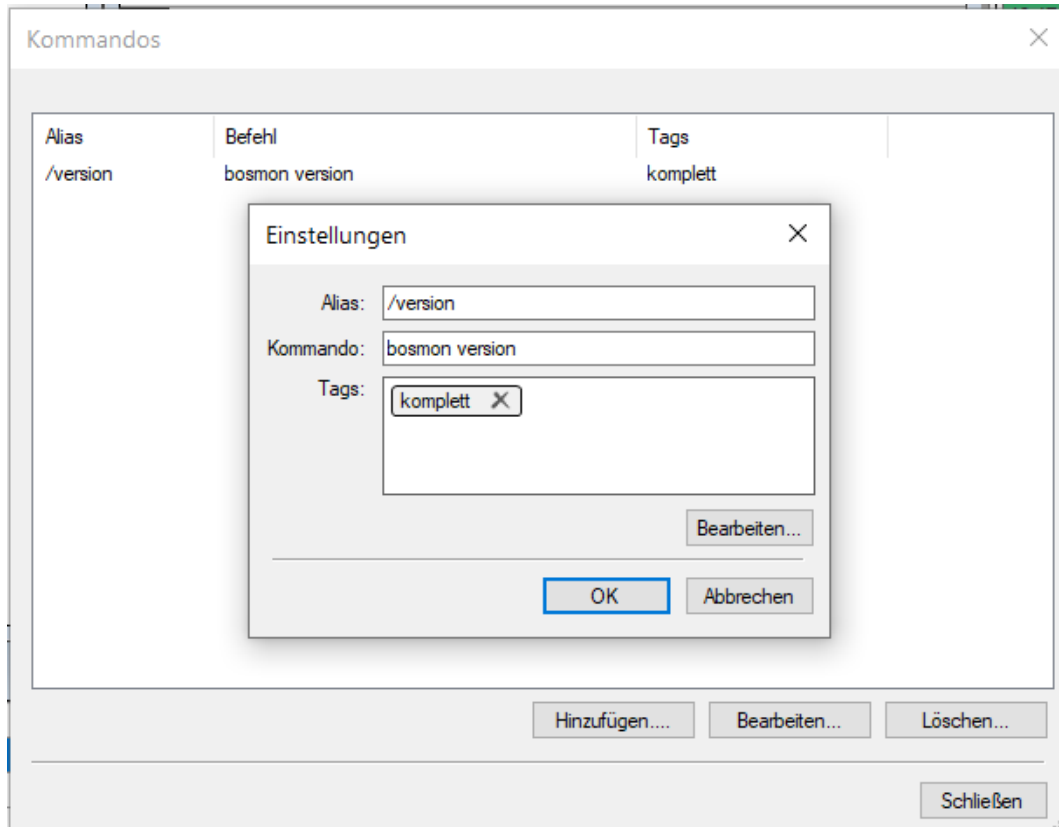 Kommandos
Alias Befehl Tags
/version bosmon version komplett
Einstellungen
Alias: /version
Kommando: bosmon version
Tags: komplett
Bearbeiten...
OK Abbrechen
Hinzufügen.... Bearbeiten... Löschen...
Schließen